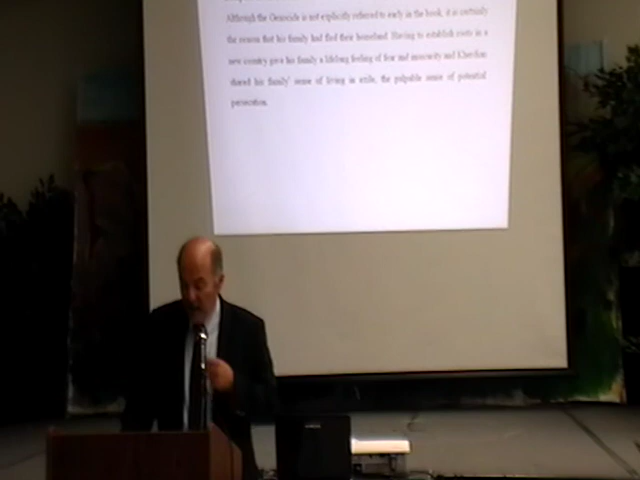 Although the Genocide is not explicitly referred to early in the book, it is certainly
the reason that his family had fled their homeland. Having to establish roots in a
new country gave his family a lifelong feeling of fear and insecurity and Kherdian
shared his family' sense of living in exile, the palpable sense of potential
persecution.